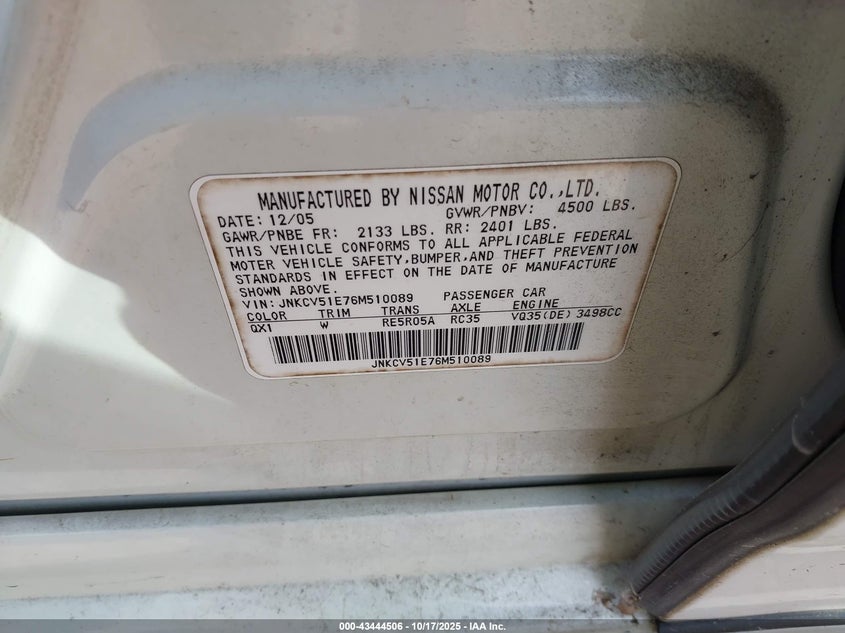 MANUFACTURED BY NISSAN MOTOR CO.,LTD.
DATE: 12/05 GVWR/PNBV: 4500 LBS.
GAWR/PNBE FR: 2133 LBS. RR: 2401 LBS.
THIS VEHICLE CONFORMS TO ALL APPLICABLE FEDERAL
MOTER VEHICLE SAFETY,BUMPER,AND THEFT PREVENTION
STANDARDS IN EFFECT ON THE DATE OF MANUFACTURE
SHOWN ABOVE.
VIN: JNKCV51E76M510089 PASSENGER CAR
COLOR TRIM TRANS AXLE ENGINE
QX1 W RE5R05A RC35 VQ35(DE) 3498CC
JNKCV51E76M510089
000-43444506 - 10/17/2025 - IAA Inc.